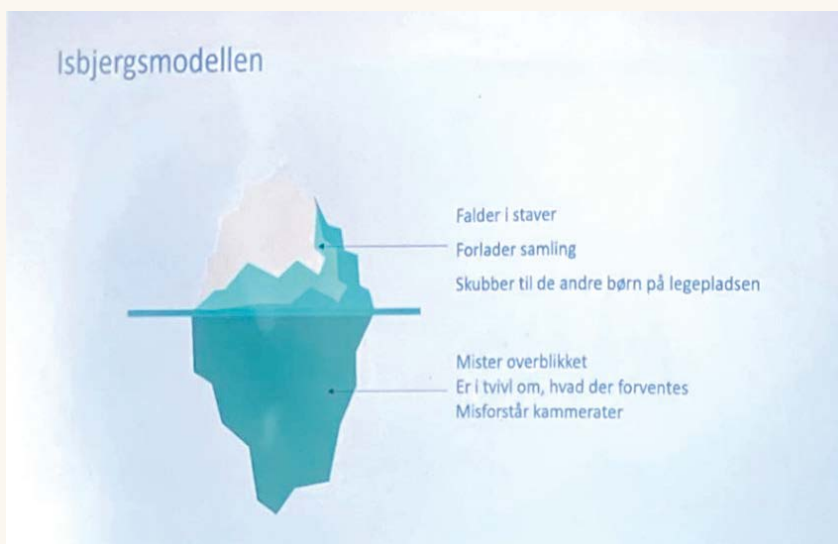 Isbjergsmodellen
Falder i staver
Forlader samling
Skubber til de andre børn på legepladsen
Mister overblikket
Er i tvivl om, hvad der forventes
Misforstår kammerater